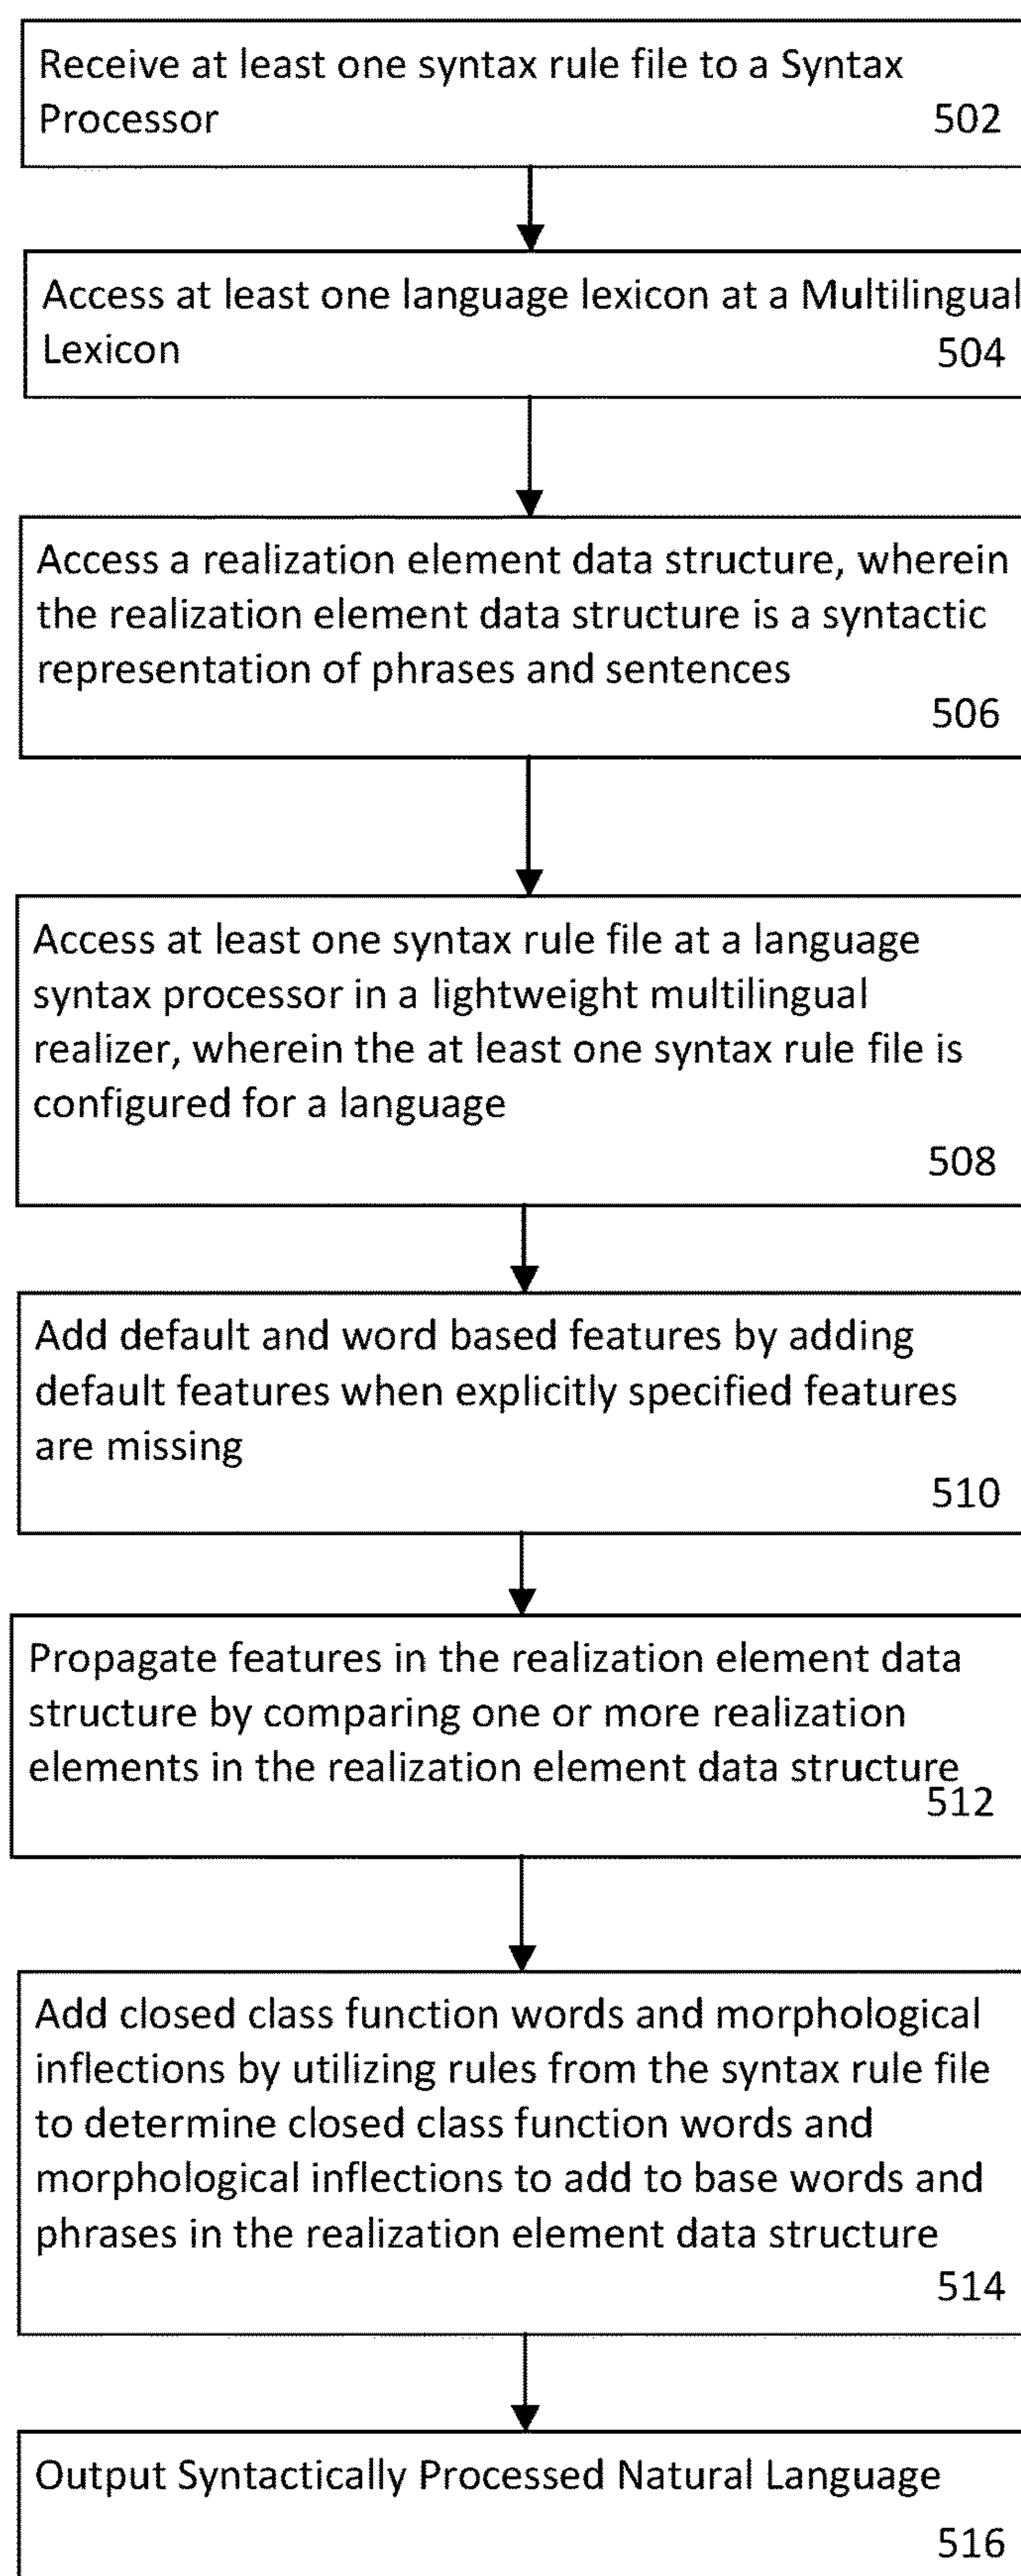 Receive at least one syntax rule file to a Syntax
Processor 502
Access at least one language lexicon at a Multilingual
Lexicon 504
Access a realization element data structure, wherein
the realization element data structure is a syntactic
representation of phrases and sentences
506
Access at least one syntax rule file at a language
syntax processor in a lightweight multilingual
realizer, wherein the at least one syntax rule file is
configured for a language
508
Add default and word based features by adding
default features when explicitly specified features
are missing
510
Propagate features in the realization element data
structure by comparing one or more realization
elements in the realization element data structure
512
Add closed class function words and morphological
inflections by utilizing rules from the syntax rule file
to determine closed class function words and
morphological inflections to add to base words and
phrases in the realization element data structure
514
Output Syntactically Processed Natural Language
516